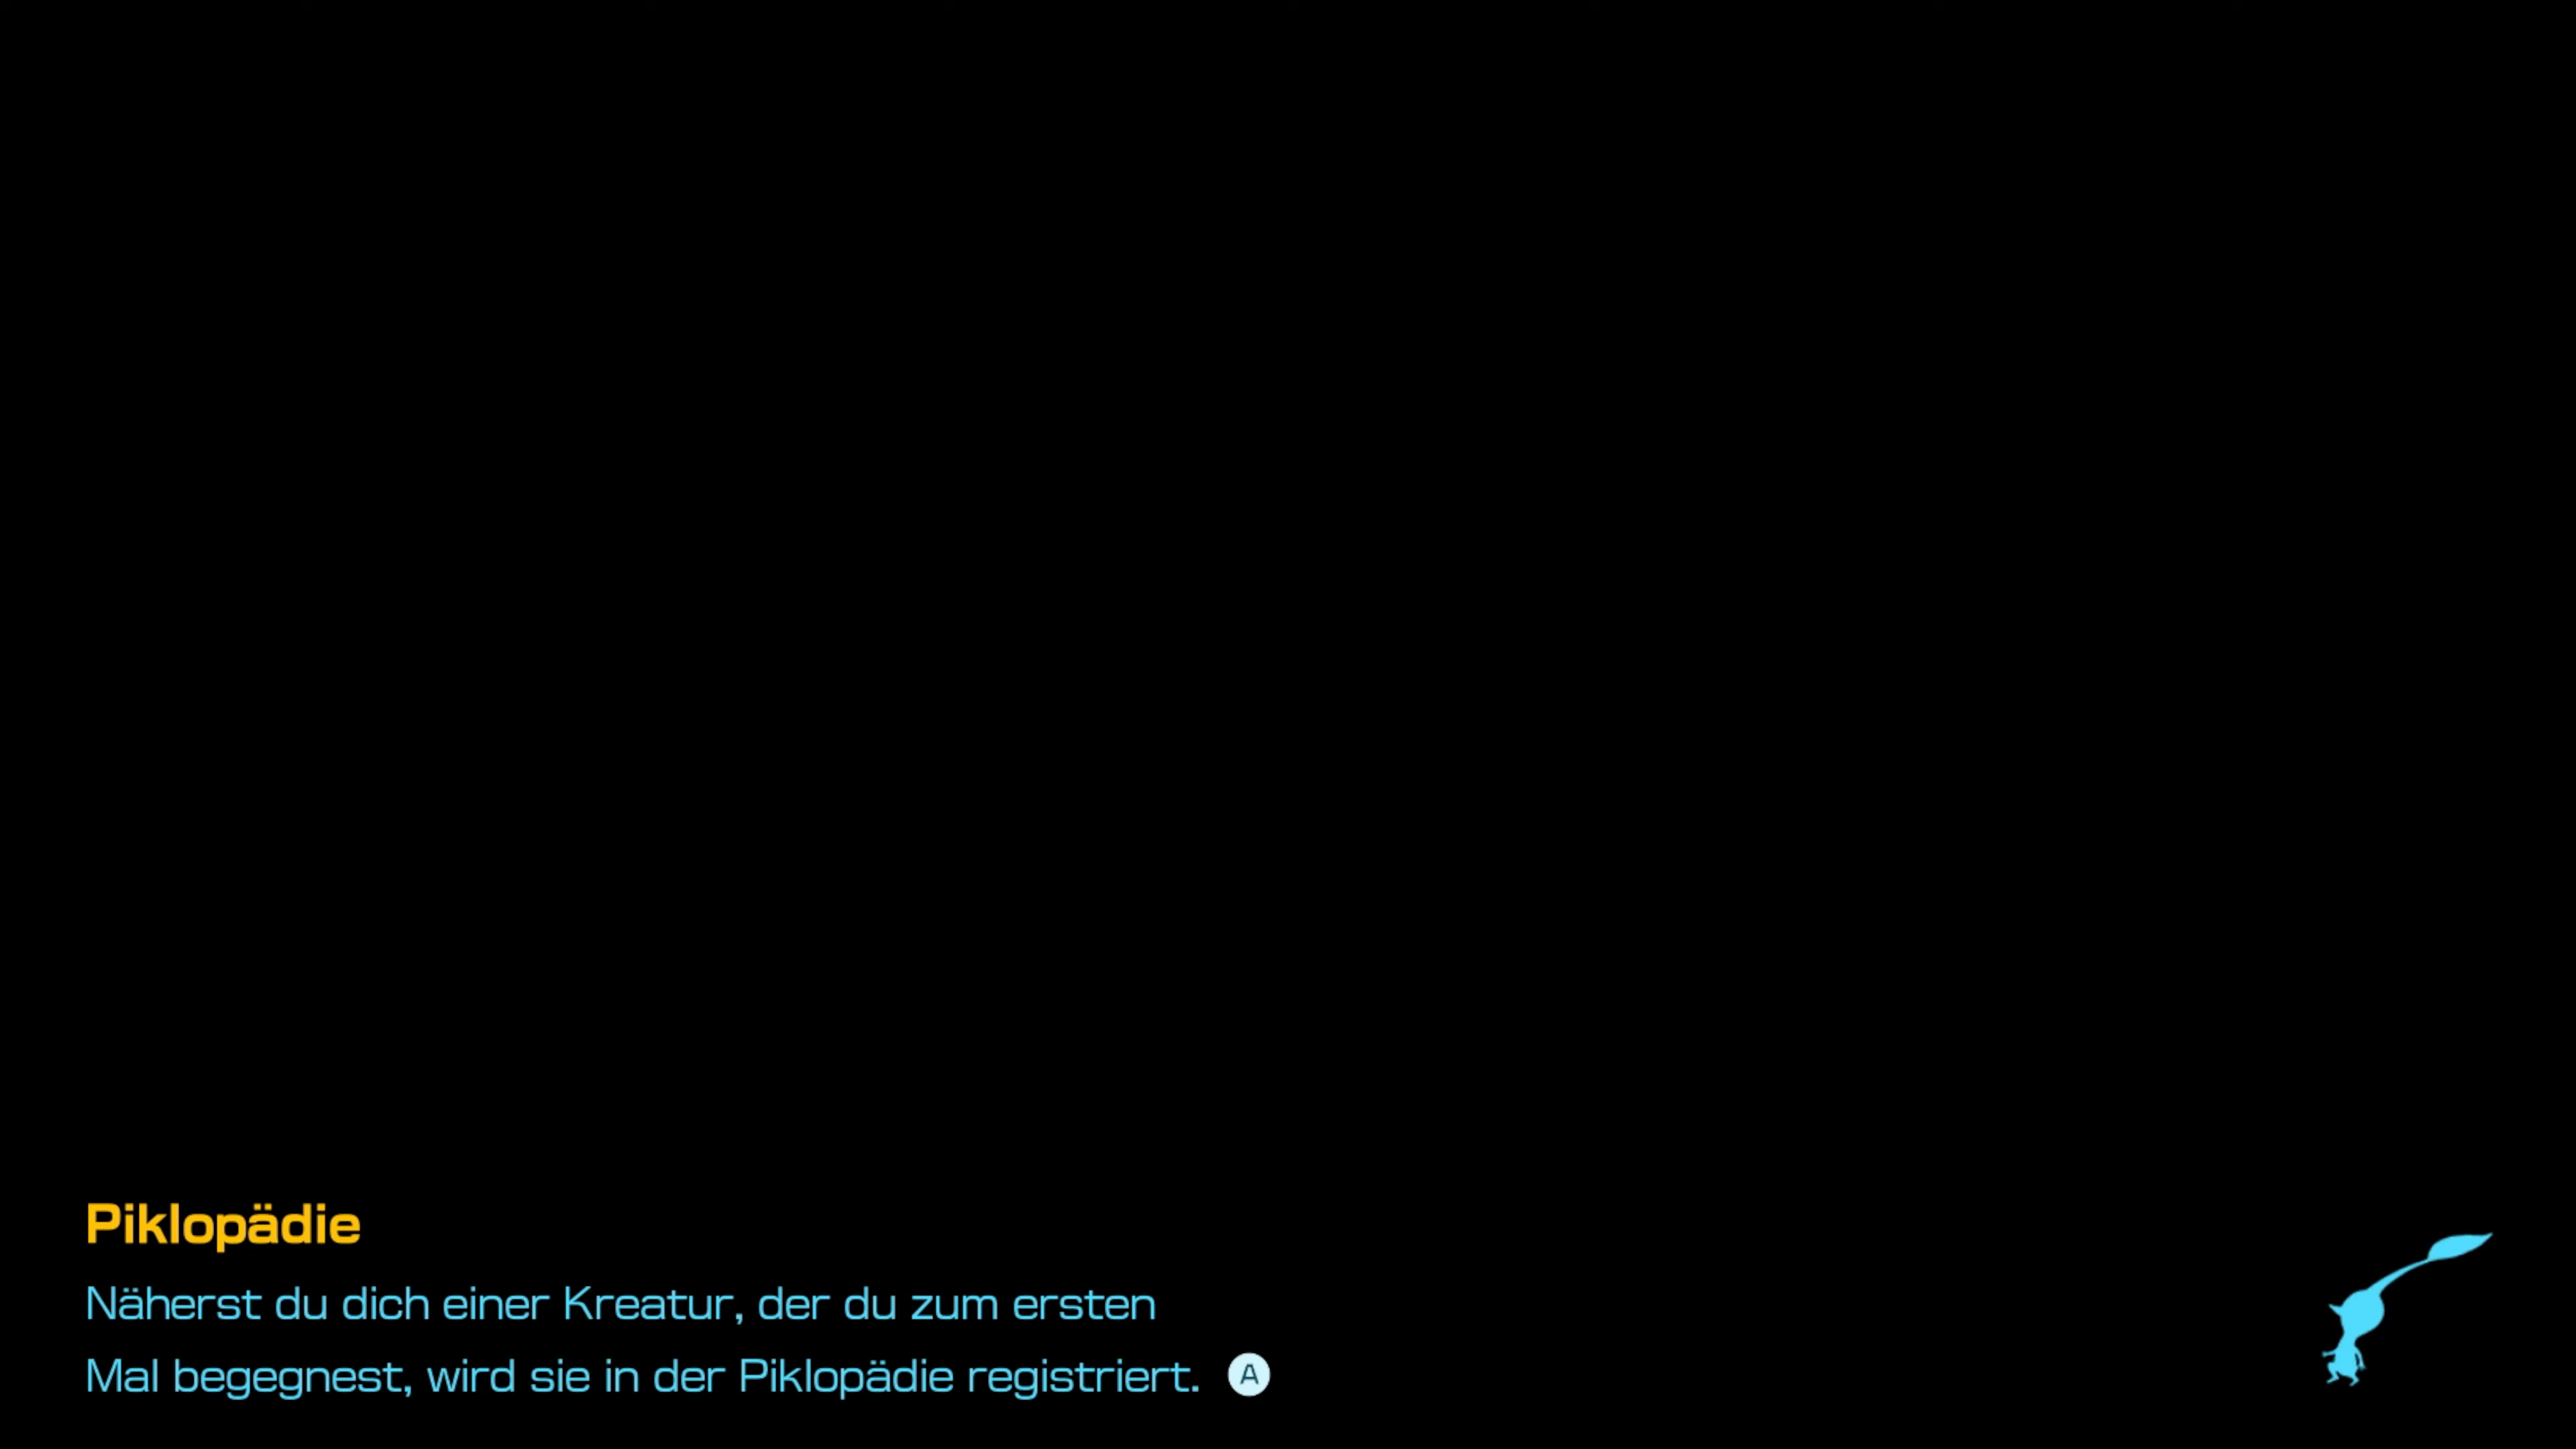 Piklopädie
Näherst du dich einer Kreatur, der du zum ersten
Mal begegnest, wird sie in der Piklopädie registriert. A